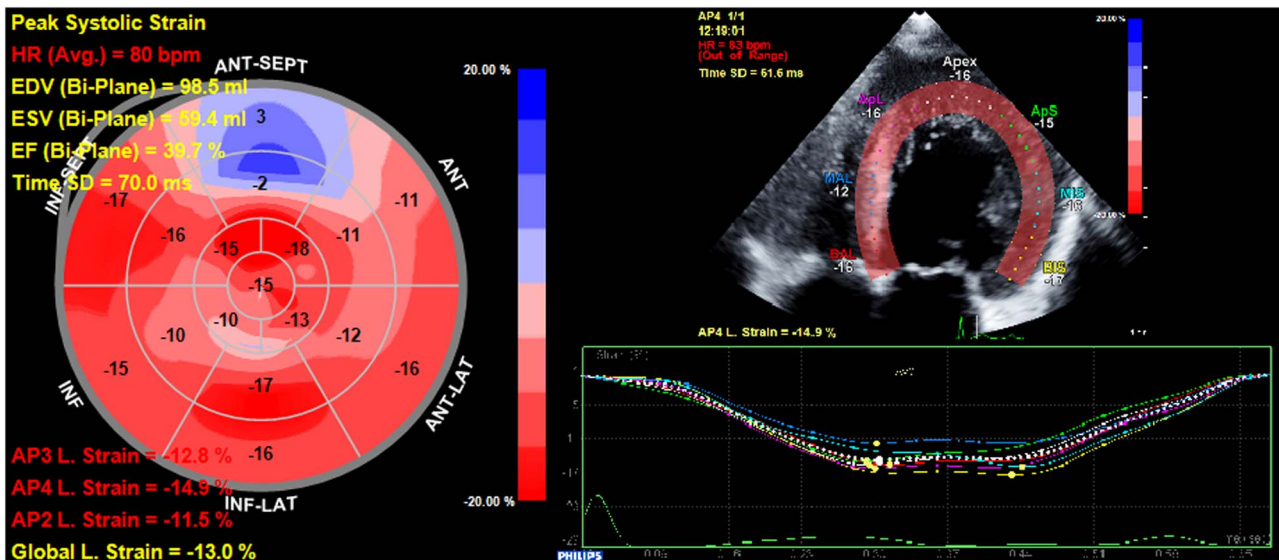 Peak Systolic Strain
HR (Avg.) = 80 bpm
EDV (Bi-Plane) = 98.5 ml
ESV (Bi-Plane) = 59.4 ml
EF (Bi-Plane) = 39.7 %
Time SD = 70.0 ms
ANT-SEPT
INF-SEPT
ANT
3
-2
-17
-16
-11
-11
-15
-18
-15
-10
-10
-13
-12
-15
-16
-17
-16
INF
ANT-LAT
INF-LAT
AP3 L. Strain = -12.8 %
AP4 L. Strain = -14.9 %
AP2 L. Strain = -11.5 %
Global L. Strain = -13.0 %
20.00 %
-20.00 %
AP4 1/1
12:19:01
HR = 83 bpm
(Out of Range)
Time SD = 61.6 ms
Apex
-16
ApL
-16
ApS
-15
MAL
-12
MIS
BAL
-16
BIS
-17
20.00 %
-20.00 %
AP4 L. Strain = -14.9 %
PHILIPS